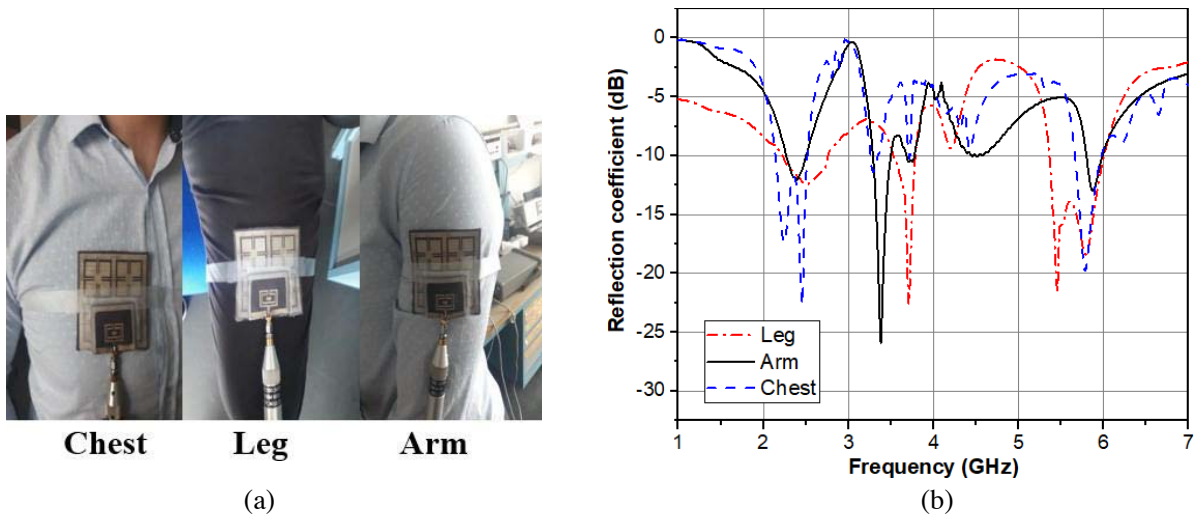 Chest Leg Arm
(a)
Reflection coefficient (dB)
0
-5
-10
-15
-20
-25
-30
Leg
Arm
Chest
1 2 3 4 5 6 7
Frequency (GHz)
(b)